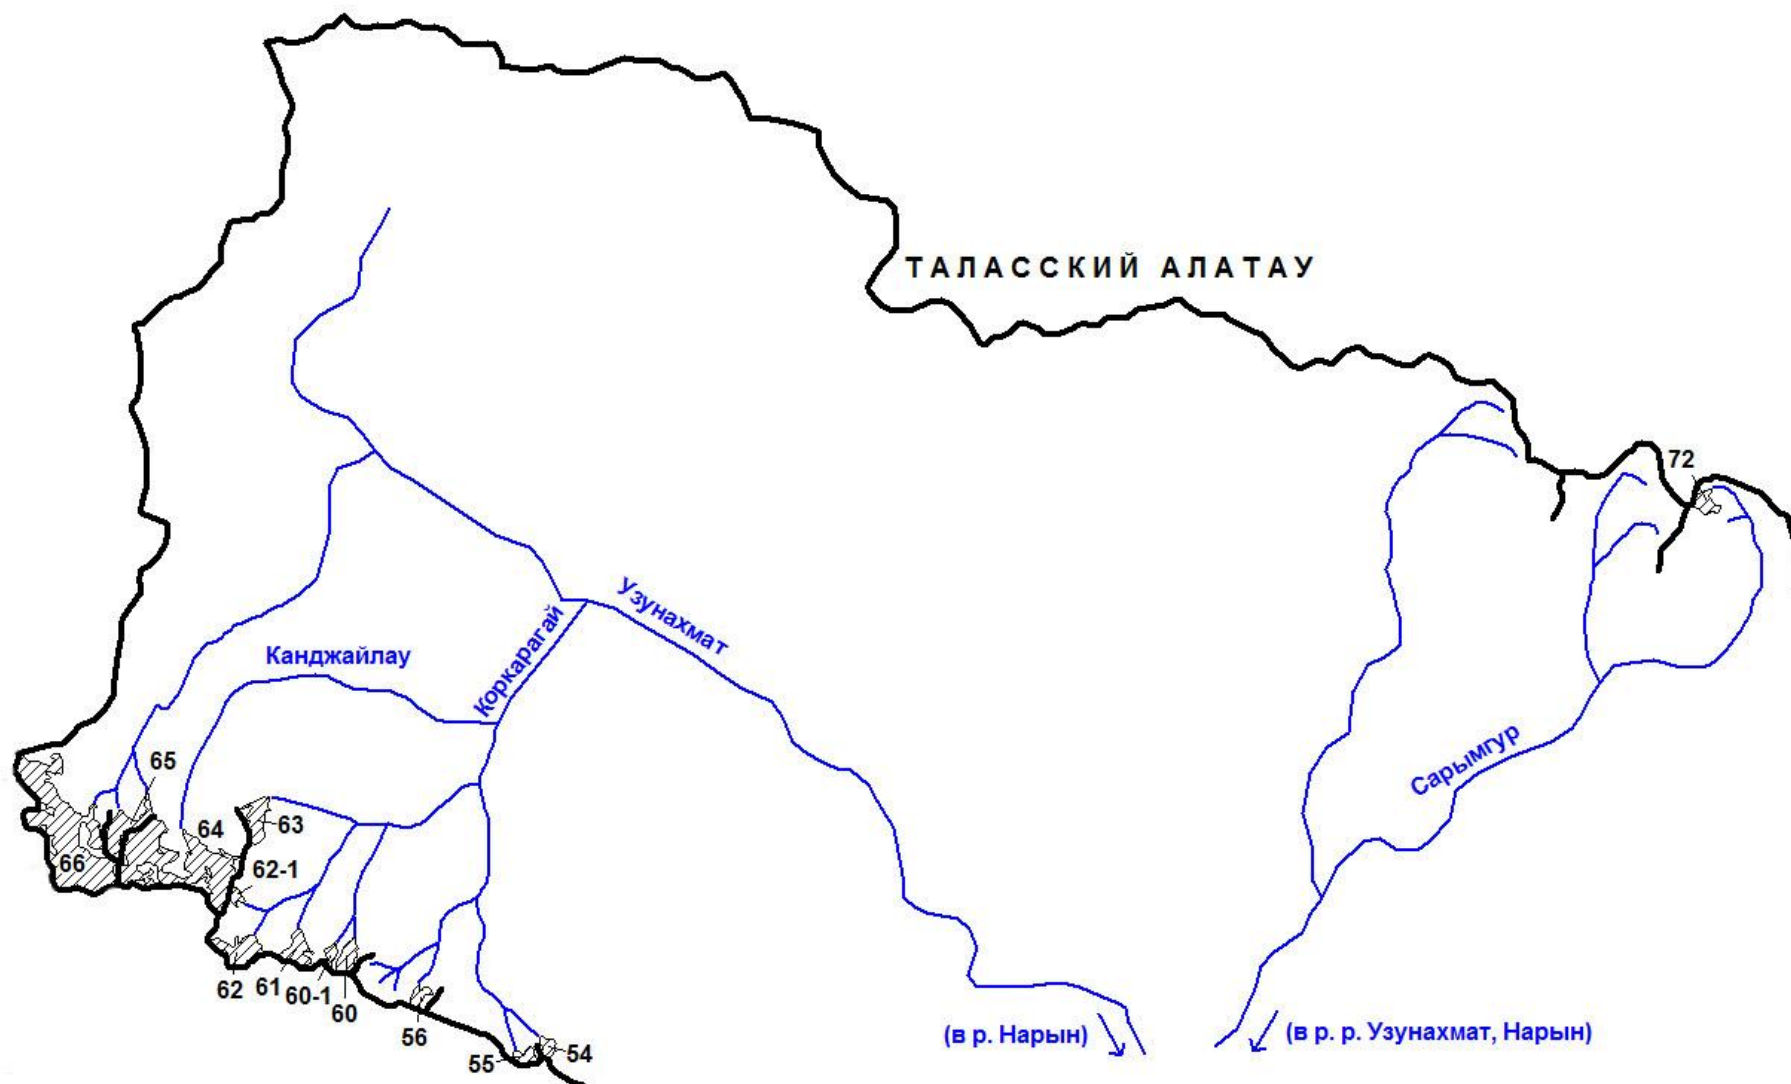 ТАЛАССКИЙ АЛАТАУ
72
Узунахмат
Коркарагай
Канджайлау
Сарымгур
65
64
63
66
62-1
62
61
60-1
60
56
55
54
(в р. Нарын)
(в р. р. Узунахмат, Нарын)